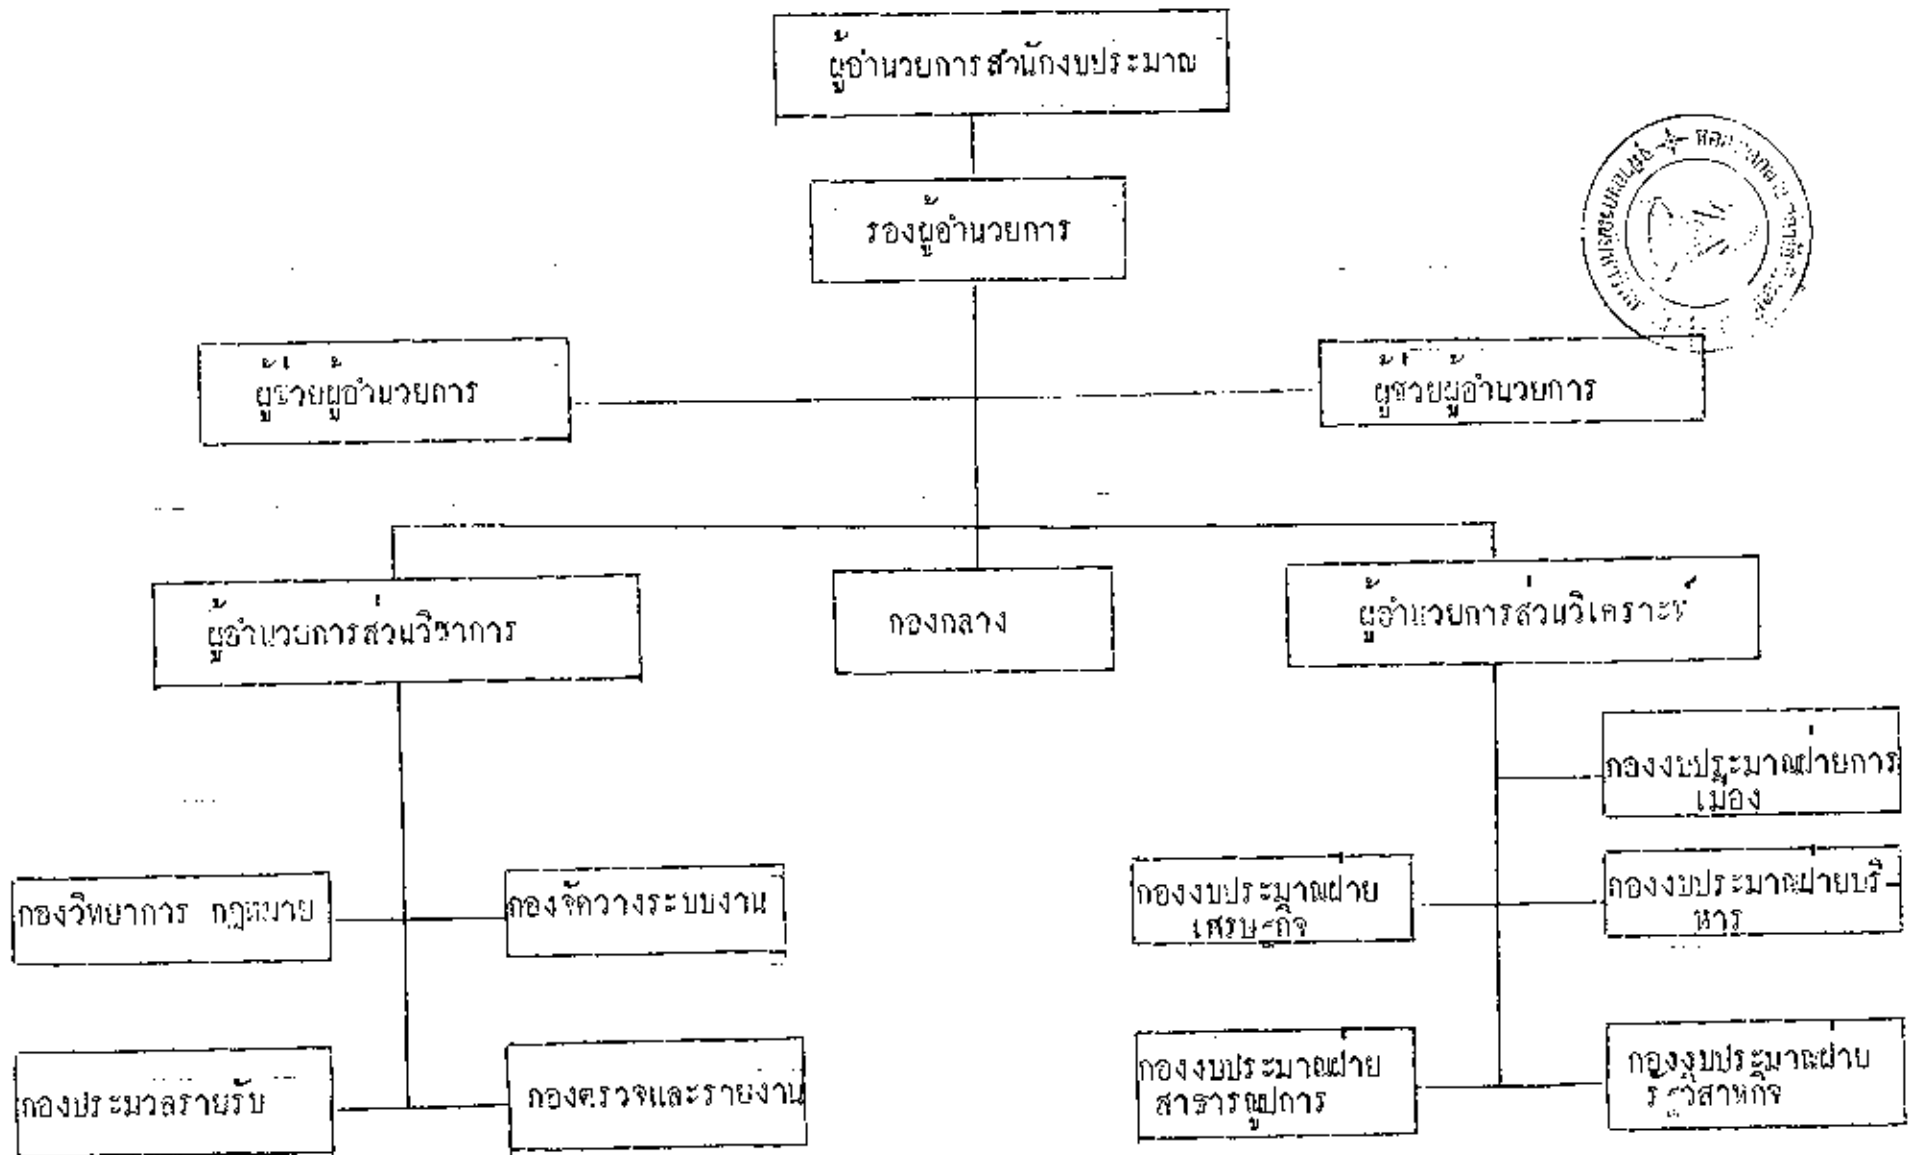 ผู้อำนวยการสำนักงบประมาณ
รองผู้อำนวยการ
ผู้ช่วยผู้อำนวยการ
ผู้ช่วยผู้อำนวยการ
ผู้อำนวยการส่วนวิชาการ
กองกลาง
ผู้อำนวยการส่วนวิเคราะห์
กองงบประมาณฝ่ายการ
เมือง
กองวิทยาการ กฎหมาย
กองจัดวางระบบงาน
กองงบประมาณฝ่าย
เศรษฐกิจ
กองงบประมาณฝ่ายบริ-
หาร
กองประมวลรายรับ
กองตรวจและรายงาน
กองงบประมาณฝ่าย
สาธารณูปการ
กองงบประมาณฝ่าย
รัฐวิสาหกิจ